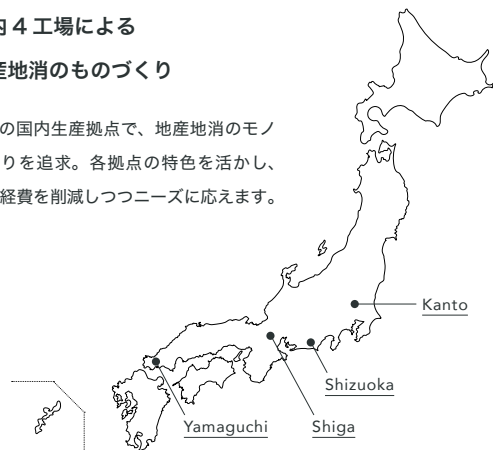 内4工場による
産地消のものづくり
の国内生産拠点で、地産地消のモノ
りを追求。各拠点の特色を活かし、
経費を削減しつつニーズに応えます。
Kanto
Shizuoka
Yamaguchi
Shiga